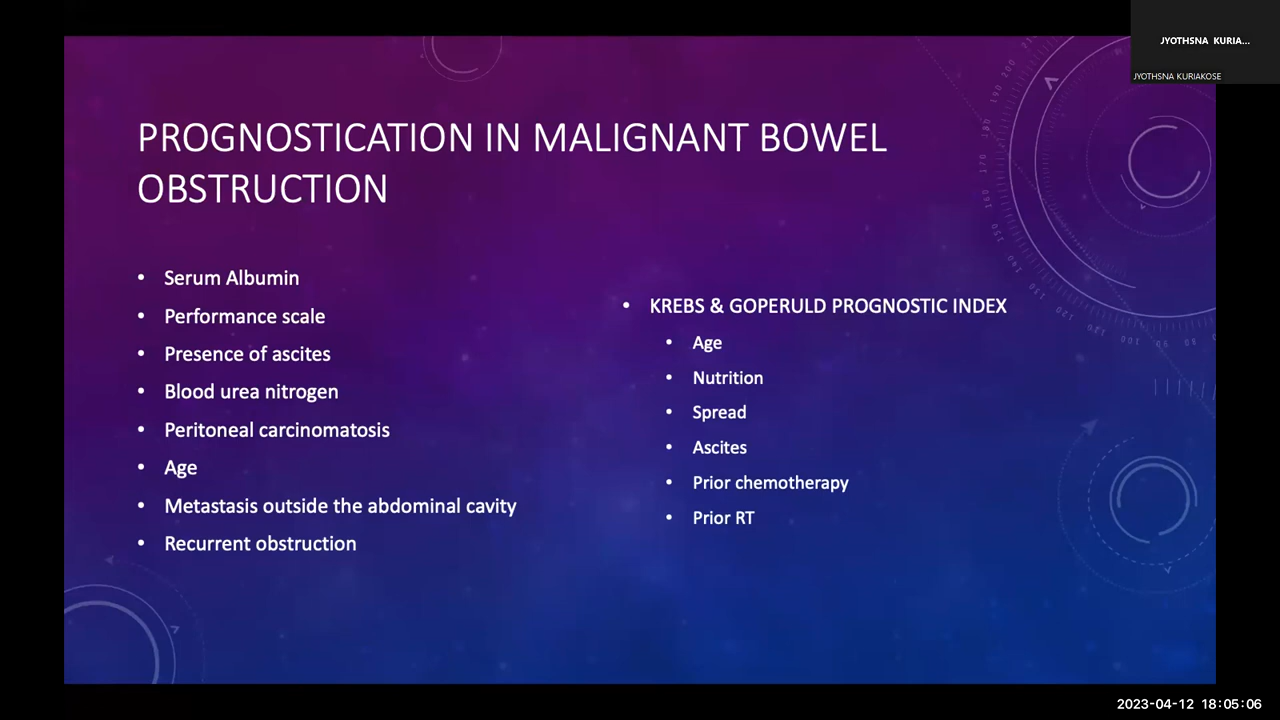 JYOTHSNA KURIA...
JYOTHSNA KURIAKOSE
PROGNOSTICATION IN MALIGNANT BOWEL
OBSTRUCTION
• Serum Albumin
• Performance scale
• Presence of ascites
• Blood urea nitrogen
• Peritoneal carcinomatosis
• Age
• Metastasis outside the abdominal cavity
• Recurrent obstruction
• KREBS & GOPERULD PROGNOSTIC INDEX
• Age
• Nutrition
• Spread
• Ascites
• Prior chemotherapy
• Prior RT
2023-04-12 18:05:06